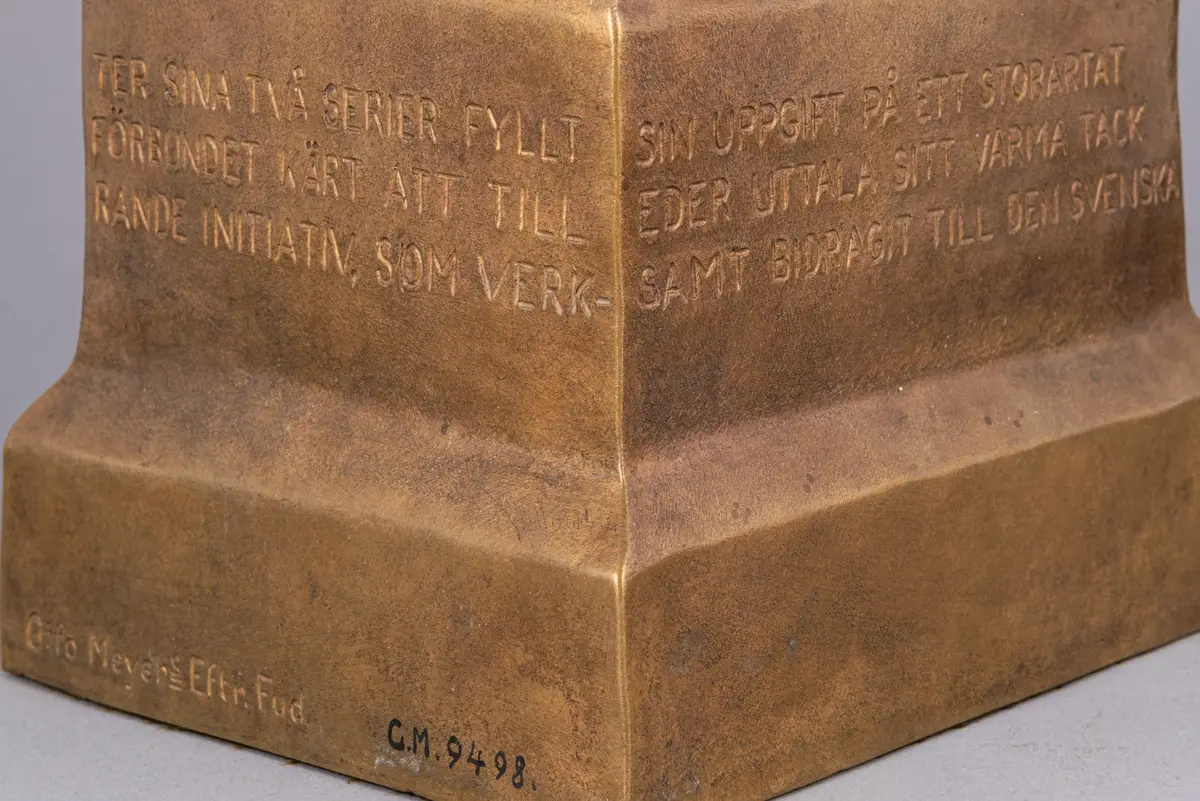 TER SINA TVÅ SERIER FYLLT SIN UPPGIFT PÅ ETT STORARTAT
FÖRBUNDET KÄRT ATT TILL EDER UTTALA SITT VARMA TACK
RANDE INITIATIV, SOM VERK- SAMT BIDRAGIT TILL DEN SVENSKA
Otto Meyers Eftr. Fud.
G.M. 9498.